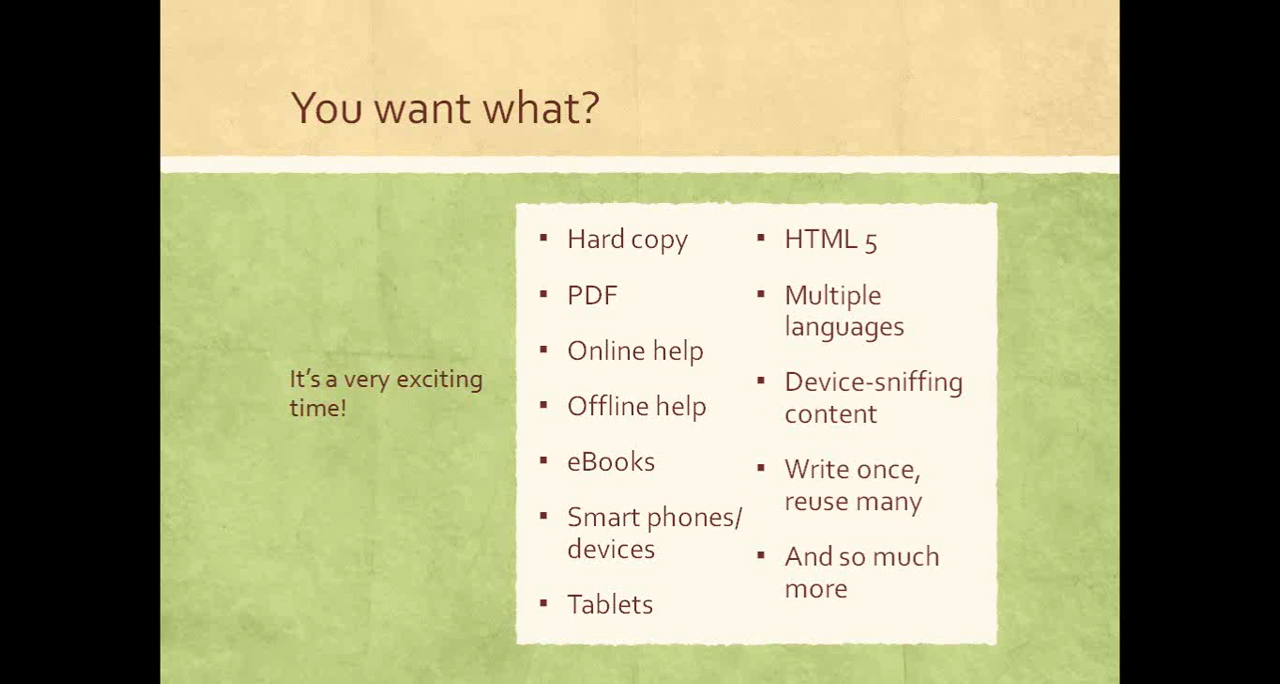 You want what?
It's a very exciting
time!
▪ Hard copy
▪ PDF
▪ Online help
▪ Offline help
▪ eBooks
▪ Smart phones/
devices
▪ Tablets
▪ HTML 5
▪ Multiple
languages
▪ Device-sniffing
content
▪ Write once,
reuse many
▪ And so much
more